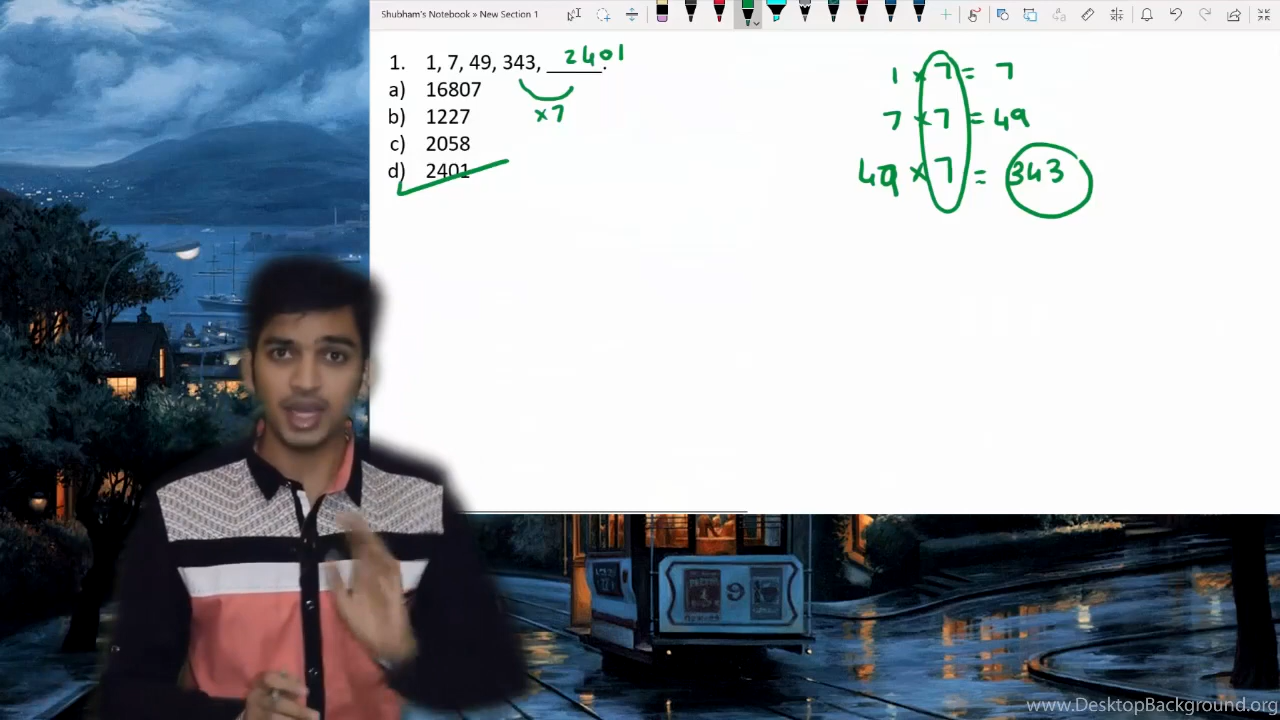 Shubham's Notebook » New Section 1
1. 1, 7, 49, 343, 2401.
a) 16807
×7
b) 1227
c) 2058
d) 2401
1 × 7 = 7
7 × 7 = 49
49 × 7 = 343
9
www.DesktopBackground.org